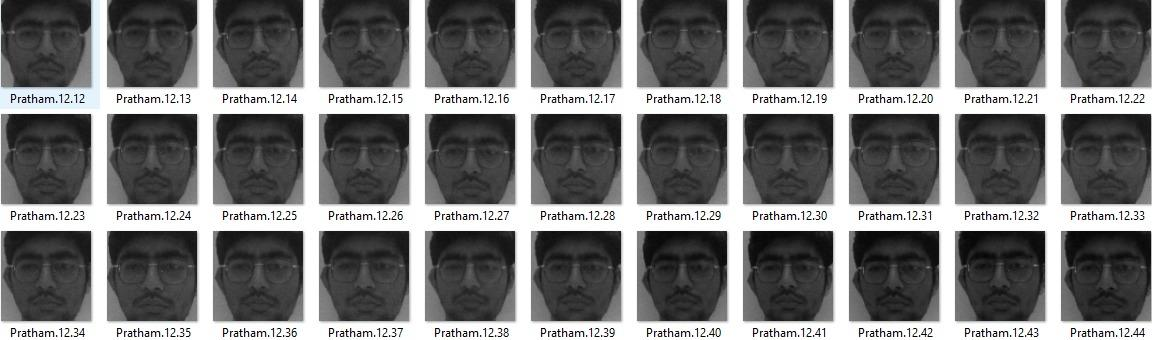 Pratham.12.12 Pratham.12.13 Pratham.12.14 Pratham.12.15 Pratham.12.16 Pratham.12.17 Pratham.12.18 Pratham.12.19 Pratham.12.20 Pratham.12.21 Pratham.12.22
Pratham.12.23 Pratham.12.24 Pratham.12.25 Pratham.12.26 Pratham.12.27 Pratham.12.28 Pratham.12.29 Pratham.12.30 Pratham.12.31 Pratham.12.32 Pratham.12.33
Pratham.12.34 Pratham.12.35 Pratham.12.36 Pratham.12.37 Pratham.12.38 Pratham.12.39 Pratham.12.40 Pratham.12.41 Pratham.12.42 Pratham.12.43 Pratham.12.44